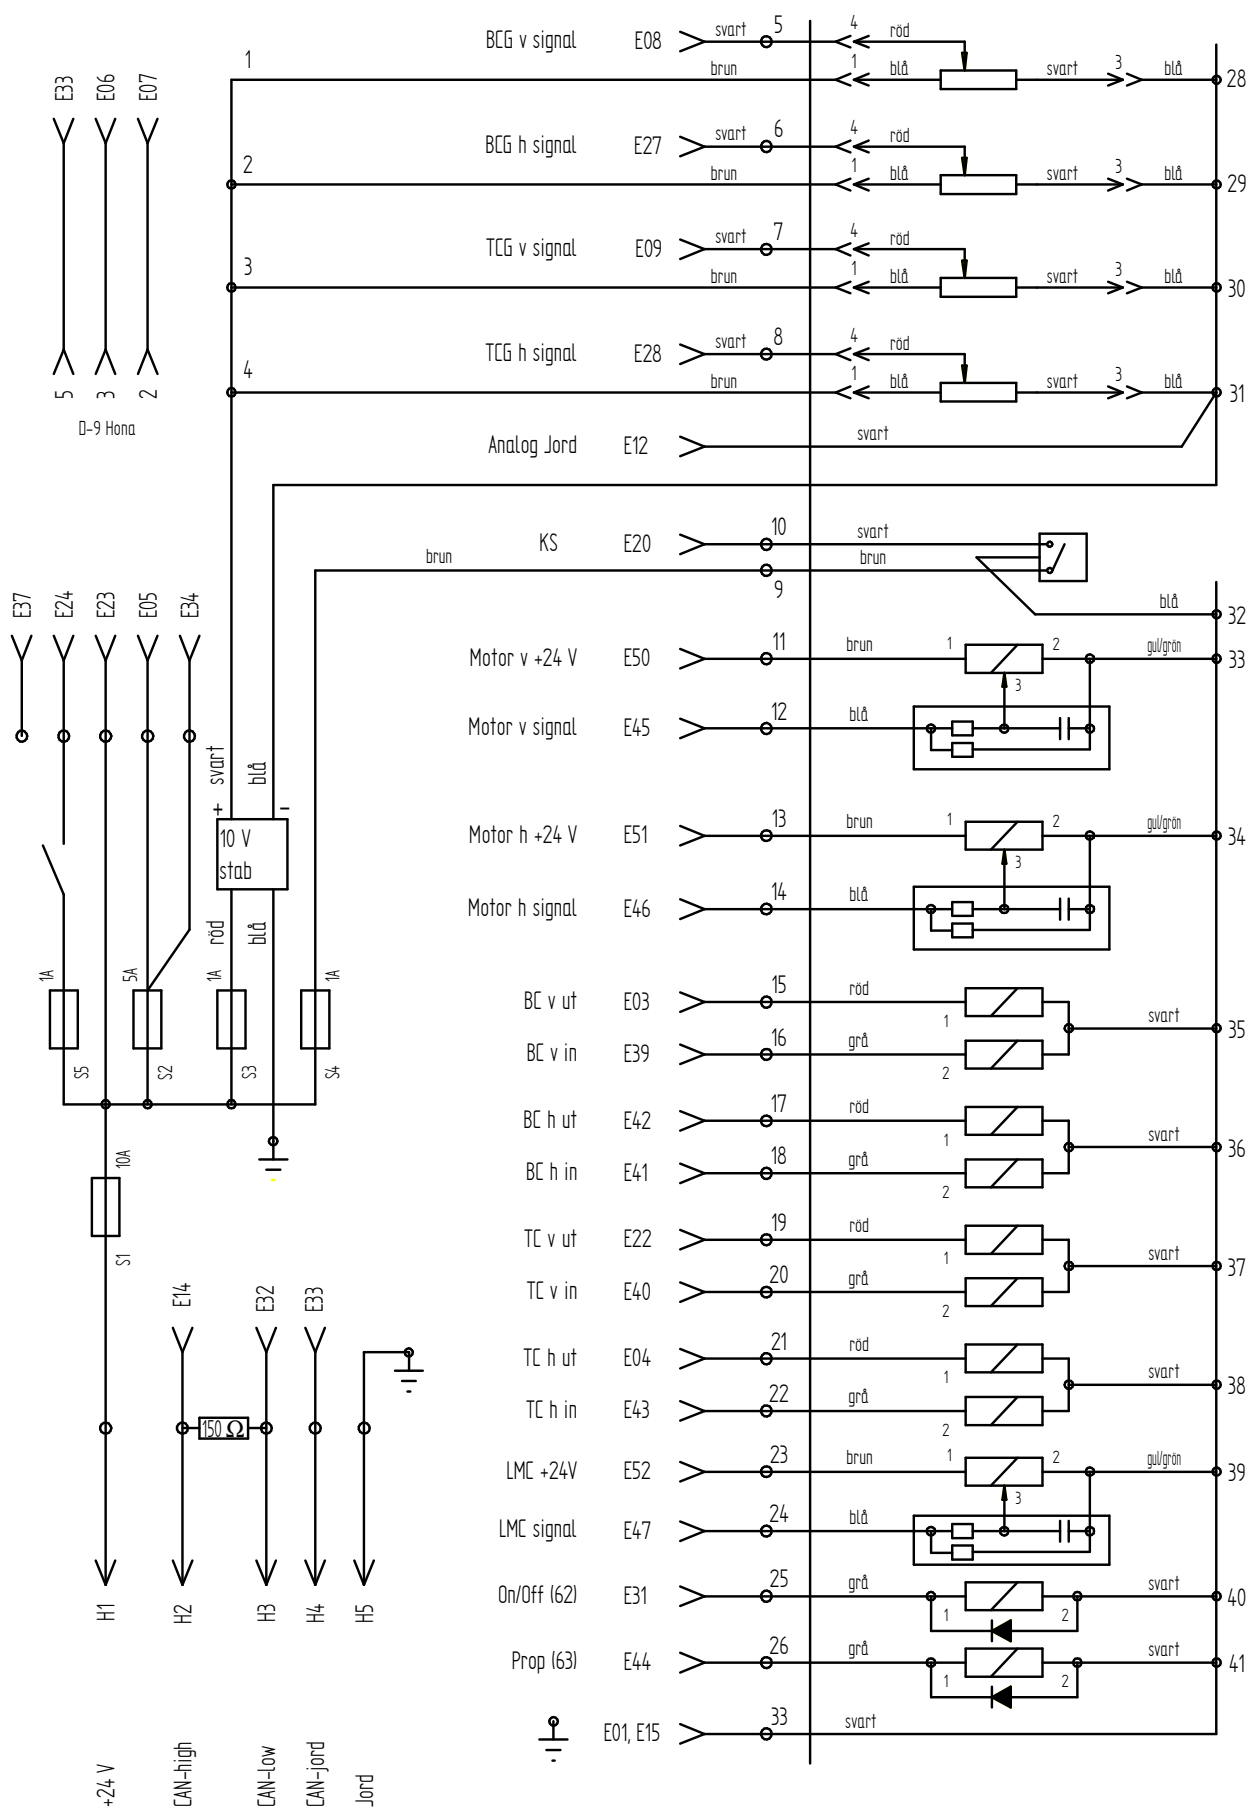 BCG v signal E08 svart 5 4 röd
1 brun 1 blå svart 3 blå 28
E33 E06 E07
BCG h signal E27 svart 6 4 röd
2 brun 1 blå svart 3 blå 29
TCG v signal E09 svart 7 4 röd
3 brun 1 blå svart 3 blå 30
TCG h signal E28 svart 8 4 röd
4 brun 1 blå svart 3 blå 31
5 3 2
D-9 Hona
Analog Jord E12 svart
KS E20 10 svart
brun 9 brun
blå 32
E37 E24 E23 E05 E34
Motor v +24 V E50 11 brun 1 2 gul/grön 33
3
Motor v signal E45 12 blå
svart blå
+ -
10 V
stab
röd blå
Motor h +24 V E51 13 brun 1 2 gul/grön 34
3
Motor h signal E46 14 blå
1A 5A 1A 1A
S5 S2 S3 S4
BC v ut E03 15 röd 1
svart 35
BC v in E39 16 grå 2
BC h ut E42 17 röd 1
svart 36
BC h in E41 18 grå 2
10A
S1
TC v ut E22 19 röd 1
svart 37
TC v in E40 20 grå 2
E14 E32 E33
TC h ut E04 21 röd 1
svart 38
TC h in E43 22 grå 2
150 Ω
LMC +24V E52 23 brun 1 2 gul/grön 39
3
LMC signal E47 24 blå
On/Off (62) E31 25 grå 1 2 svart 40
H1 H2 H3 H4 H5
Prop (63) E44 26 grå 1 2 svart 41
E01, E15 33 svart
+24 V
CAN-high
CAN-low
CAN-jord
Jord